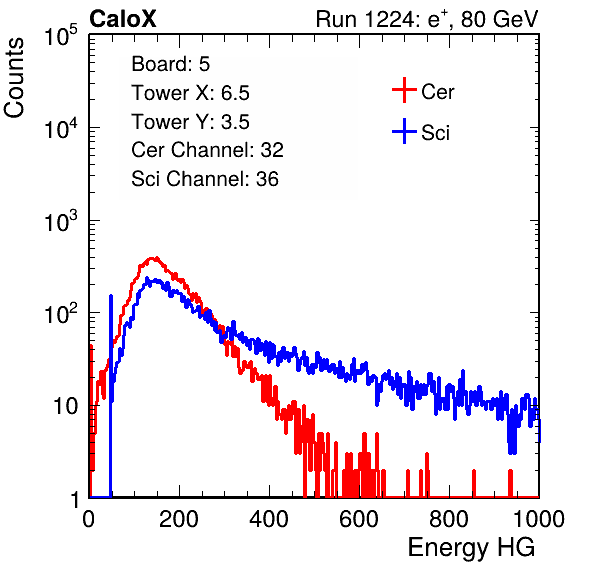 CaloX Run 1224: e⁺, 80 GeV
Counts
10⁵
10⁴
10³
10²
10
1
Board: 5
Tower X: 6.5
Tower Y: 3.5
Cer Channel: 32
Sci Channel: 36
Cer
Sci
0 200 400 600 800 1000
Energy HG